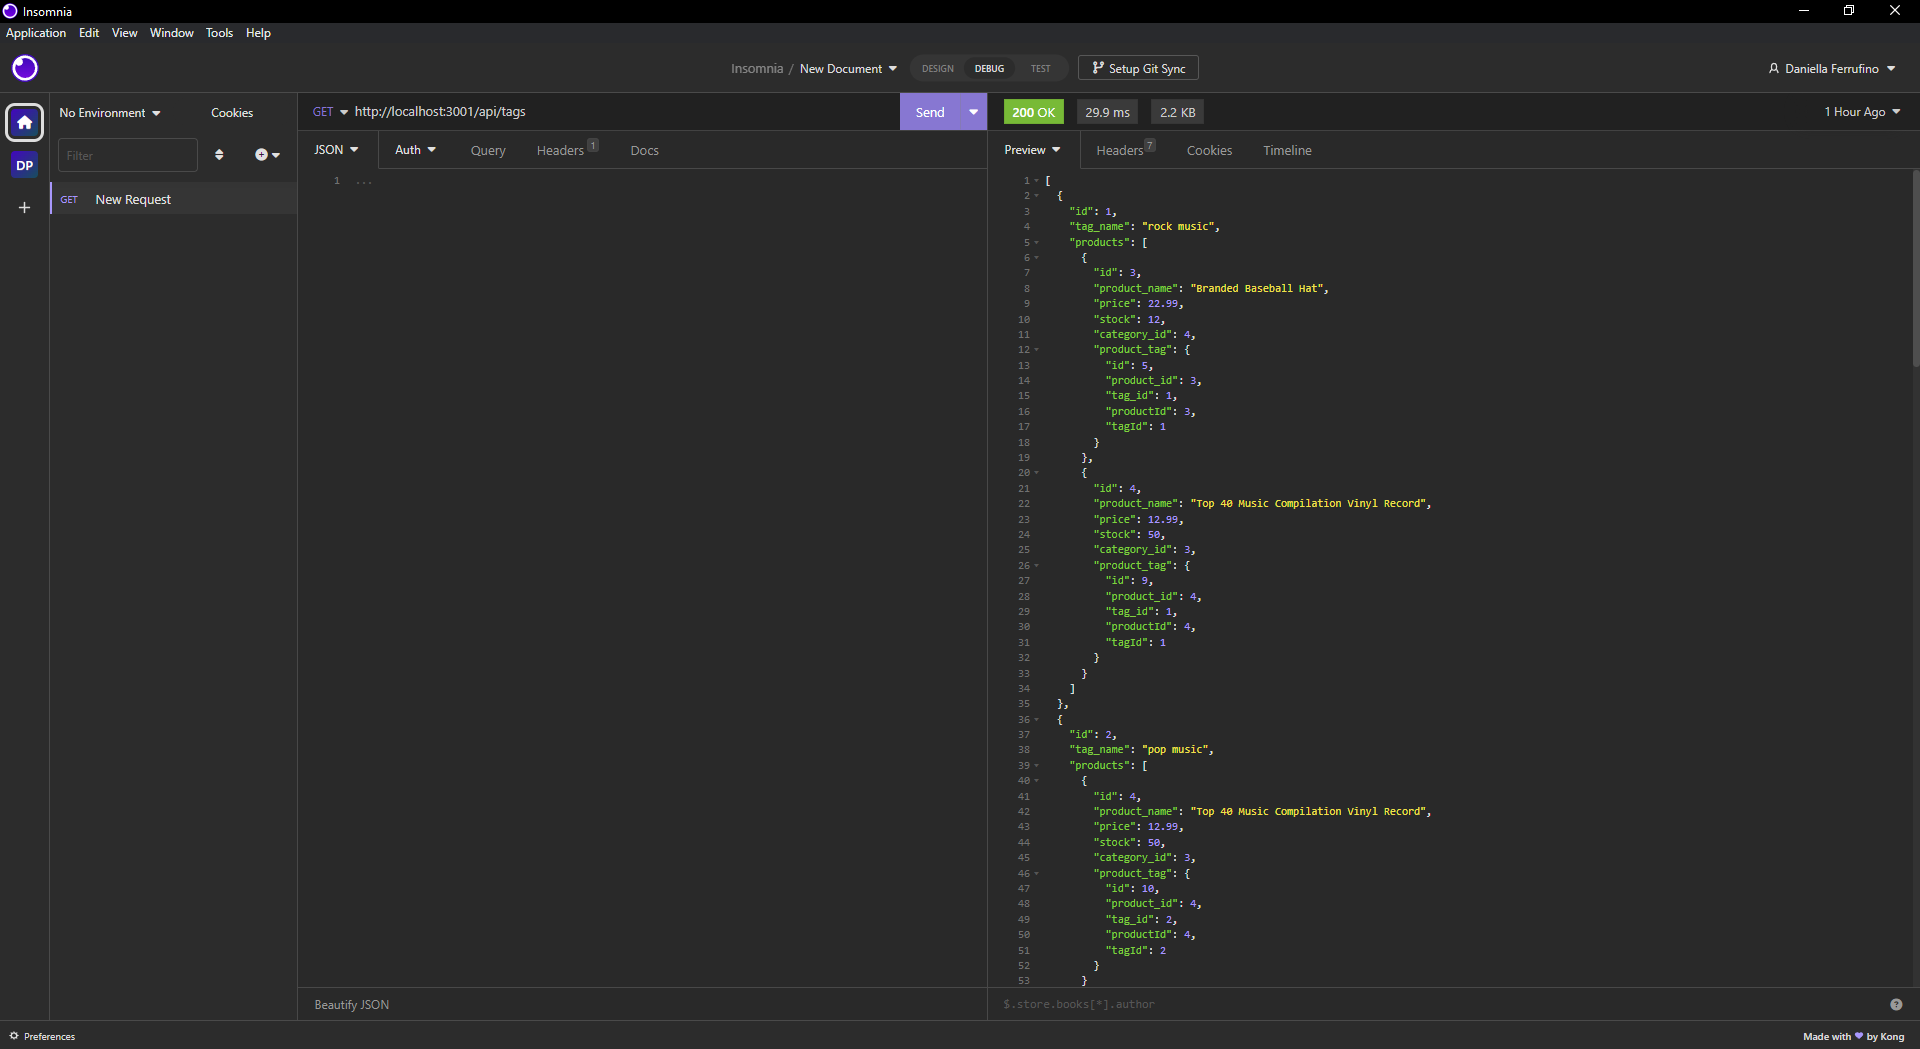 Insomnia
Application Edit View Window Tools Help
Insomnia / New Document DESIGN DEBUG TEST Setup Git Sync Daniella Ferrufino
No Environment Cookies
GET http://localhost:3001/api/tags Send
200 OK 29.9 ms 2.2 KB 1 Hour Ago
Filter
DP
GET New Request
JSON Auth Query Headers 1 Docs
1 ...
Preview Headers 7 Cookies Timeline
1 [
2 {
3 "id": 1,
4 "tag_name": "rock music",
5 "products": [
6 {
7 "id": 3,
8 "product_name": "Branded Baseball Hat",
9 "price": 22.99,
10 "stock": 12,
11 "category_id": 4,
12 "product_tag": {
13 "id": 5,
14 "product_id": 3,
15 "tag_id": 1,
16 "productId": 3,
17 "tagId": 1
18 }
19 },
20 {
21 "id": 4,
22 "product_name": "Top 40 Music Compilation Vinyl Record",
23 "price": 12.99,
24 "stock": 50,
25 "category_id": 3,
26 "product_tag": {
27 "id": 9,
28 "product_id": 4,
29 "tag_id": 1,
30 "productId": 4,
31 "tagId": 1
32 }
33 }
34 ]
35 },
36 {
37 "id": 2,
38 "tag_name": "pop music",
39 "products": [
40 {
41 "id": 4,
42 "product_name": "Top 40 Music Compilation Vinyl Record",
43 "price": 12.99,
44 "stock": 50,
45 "category_id": 3,
46 "product_tag": {
47 "id": 10,
48 "product_id": 4,
49 "tag_id": 2,
50 "productId": 4,
51 "tagId": 2
52 }
53 }
Beautify JSON
$.store.books[*].author
Preferences
Made with by Kong